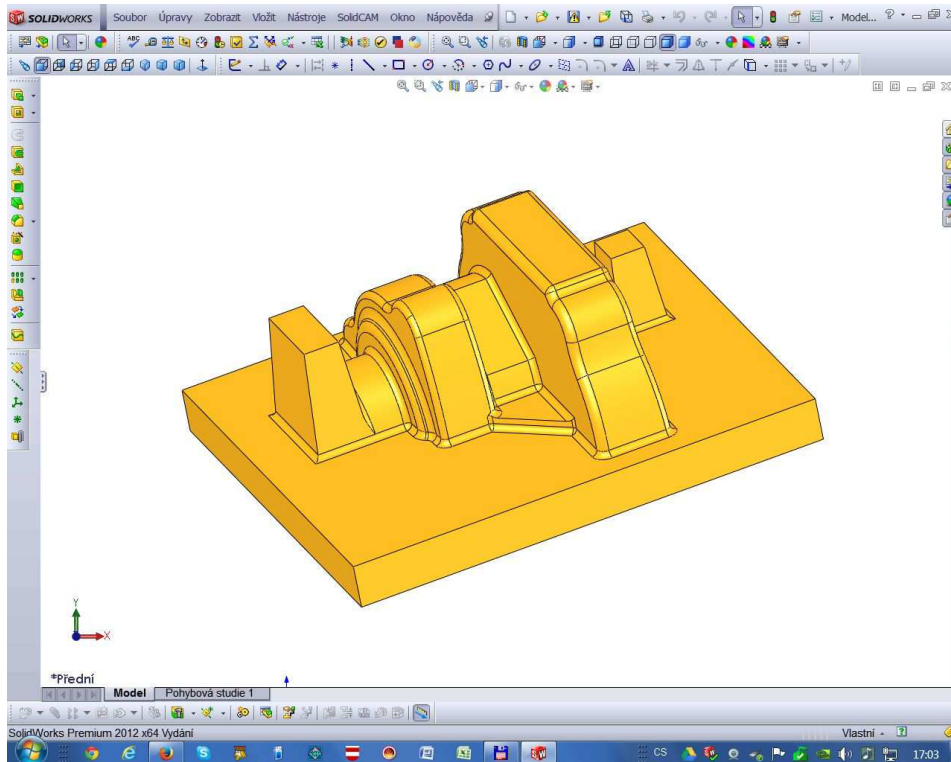 SOLIDWORKS Soubor Úpravy Zobrazit Vložit Nástroje SolidCAM Okno Nápověda Model...
Y
X
*Přední
Model Pohybová studie 1
SolidWorks Premium 2012 x64 Vydání Vlastní
CS 17:03